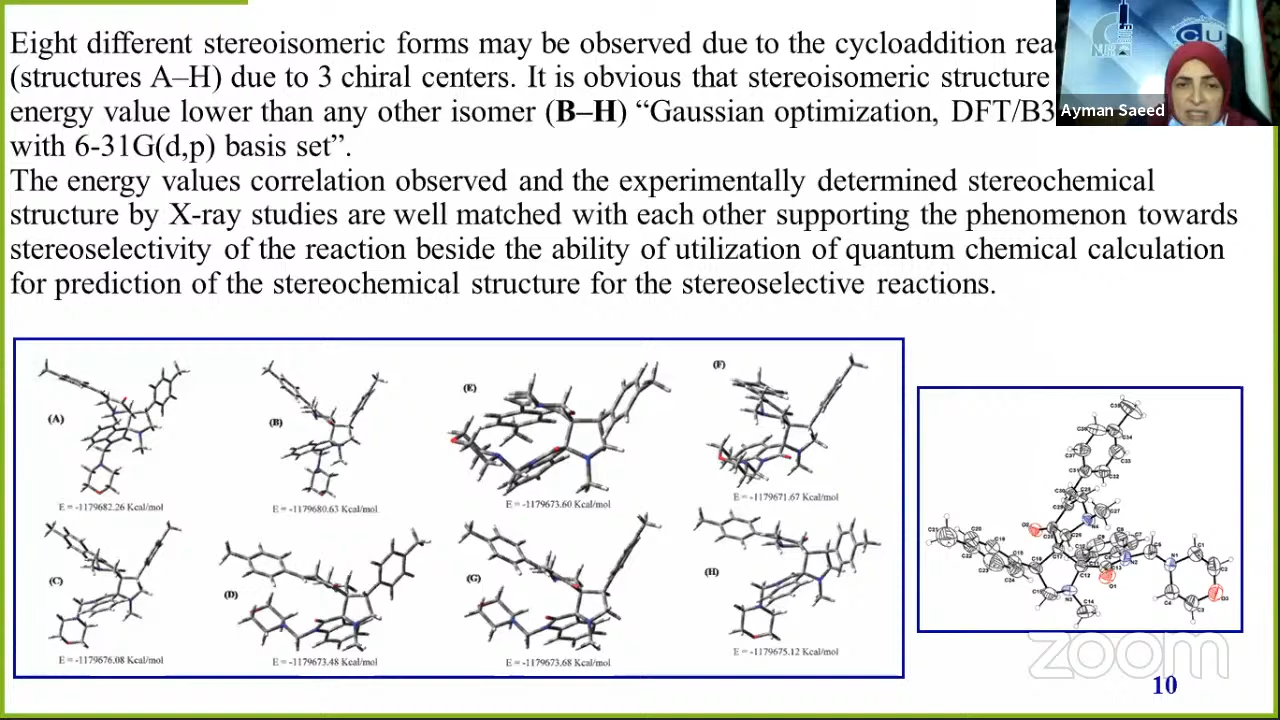 Eight different stereoisomeric forms may be observed due to the cycloaddition rea
(structures A–H) due to 3 chiral centers. It is obvious that stereoisomeric structure
energy value lower than any other isomer (B–H) “Gaussian optimization, DFT/B3
with 6-31G(d,p) basis set”.
The energy values correlation observed and the experimentally determined stereochemical
structure by X-ray studies are well matched with each other supporting the phenomenon towards
stereoselectivity of the reaction beside the ability of utilization of quantum chemical calculation
for prediction of the stereochemical structure for the stereoselective reactions.
CU
Ayman Saeed
(A)
E = -1179682.26 Kcal/mol
(B)
E = -1179680.63 Kcal/mol
(E)
E = -1179673.60 Kcal/mol
(F)
E = -1179671.67 Kcal/mol
(C)
E = -1179676.08 Kcal/mol
(D)
E = -1179673.48 Kcal/mol
(G)
E = -1179673.68 Kcal/mol
(H)
E = -1179675.12 Kcal/mol
zoom
10